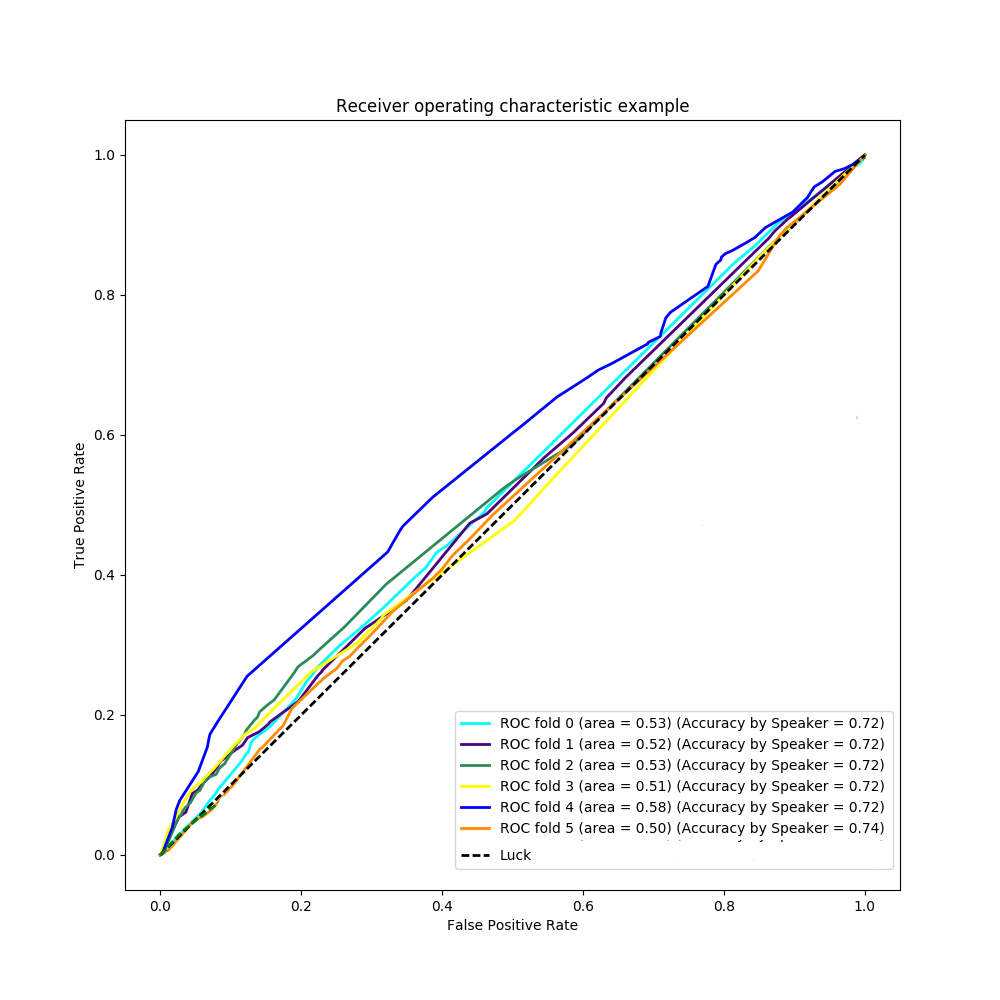 Receiver operating characteristic example
True Positive Rate
1.0
0.8
0.6
0.4
0.2
0.0
ROC fold 0 (area = 0.53) (Accuracy by Speaker = 0.72)
ROC fold 1 (area = 0.52) (Accuracy by Speaker = 0.72)
ROC fold 2 (area = 0.53) (Accuracy by Speaker = 0.72)
ROC fold 3 (area = 0.51) (Accuracy by Speaker = 0.72)
ROC fold 4 (area = 0.58) (Accuracy by Speaker = 0.72)
ROC fold 5 (area = 0.50) (Accuracy by Speaker = 0.74)
Luck
0.0 0.2 0.4 0.6 0.8 1.0
False Positive Rate